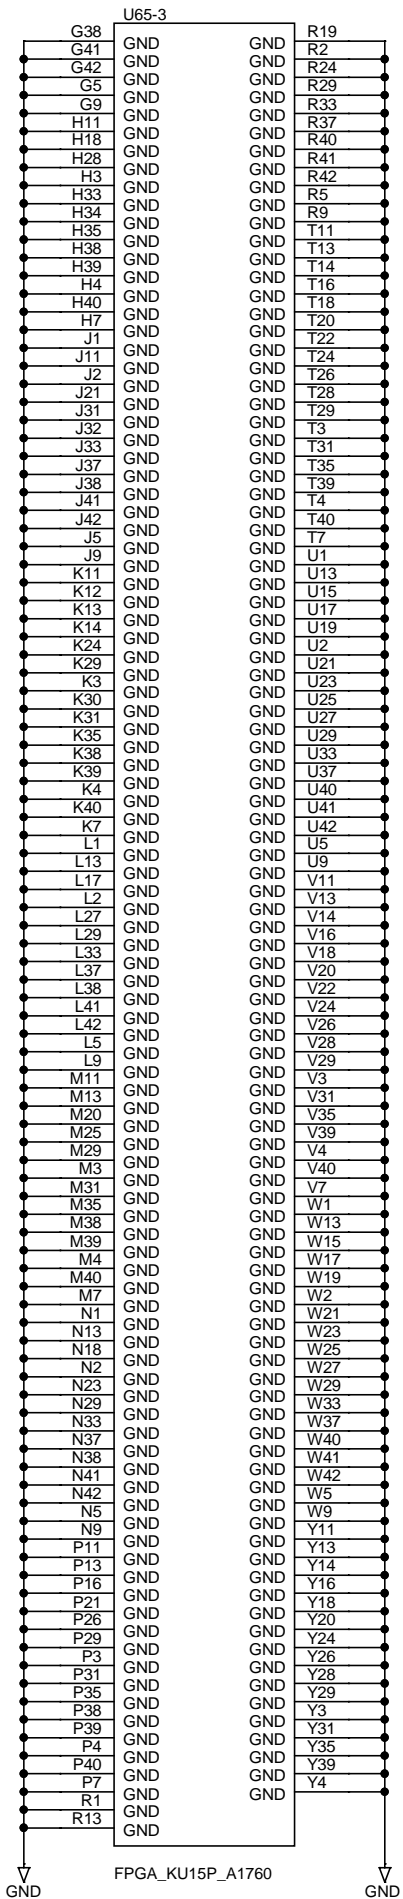 U65-3
G38 GND GND R19
G41 GND GND R2
G42 GND GND R24
G5 GND GND R29
G9 GND GND R33
H11 GND GND R37
H18 GND GND R40
H28 GND GND R41
H3 GND GND R42
H33 GND GND R5
H34 GND GND R9
H35 GND GND T11
H38 GND GND T13
H39 GND GND T14
H4 GND GND T16
H40 GND GND T18
H7 GND GND T20
J1 GND GND T22
J11 GND GND T24
J2 GND GND T26
J21 GND GND T28
J31 GND GND T29
J32 GND GND T3
J33 GND GND T31
J37 GND GND T35
J38 GND GND T39
J41 GND GND T4
J42 GND GND T40
J5 GND GND T7
J9 GND GND U1
K11 GND GND U13
K12 GND GND U15
K13 GND GND U17
K14 GND GND U19
K24 GND GND U2
K29 GND GND U21
K3 GND GND U23
K30 GND GND U25
K31 GND GND U27
K35 GND GND U29
K38 GND GND U33
K39 GND GND U37
K4 GND GND U40
K40 GND GND U41
K7 GND GND U42
L1 GND GND U5
L13 GND GND U9
L17 GND GND V11
L2 GND GND V13
L27 GND GND V14
L29 GND GND V16
L33 GND GND V18
L37 GND GND V20
L38 GND GND V22
L41 GND GND V24
L42 GND GND V26
L5 GND GND V28
L9 GND GND V29
M11 GND GND V3
M13 GND GND V31
M20 GND GND V35
M25 GND GND V39
M29 GND GND V4
M3 GND GND V40
M31 GND GND V7
M35 GND GND W1
M38 GND GND W13
M39 GND GND W15
M4 GND GND W17
M40 GND GND W19
M7 GND GND W2
N1 GND GND W21
N13 GND GND W23
N18 GND GND W25
N2 GND GND W27
N23 GND GND W29
N29 GND GND W33
N33 GND GND W37
N37 GND GND W40
N38 GND GND W41
N41 GND GND W42
N42 GND GND W5
N5 GND GND W9
N9 GND GND Y11
P11 GND GND Y13
P13 GND GND Y14
P16 GND GND Y16
P21 GND GND Y18
P26 GND GND Y20
P29 GND GND Y24
P3 GND GND Y26
P31 GND GND Y28
P35 GND GND Y29
P38 GND GND Y3
P39 GND GND Y31
P4 GND GND Y35
P40 GND GND Y39
P7 GND GND Y4
R1 GND
R13 GND
FPGA_KU15P_A1760
GND GND